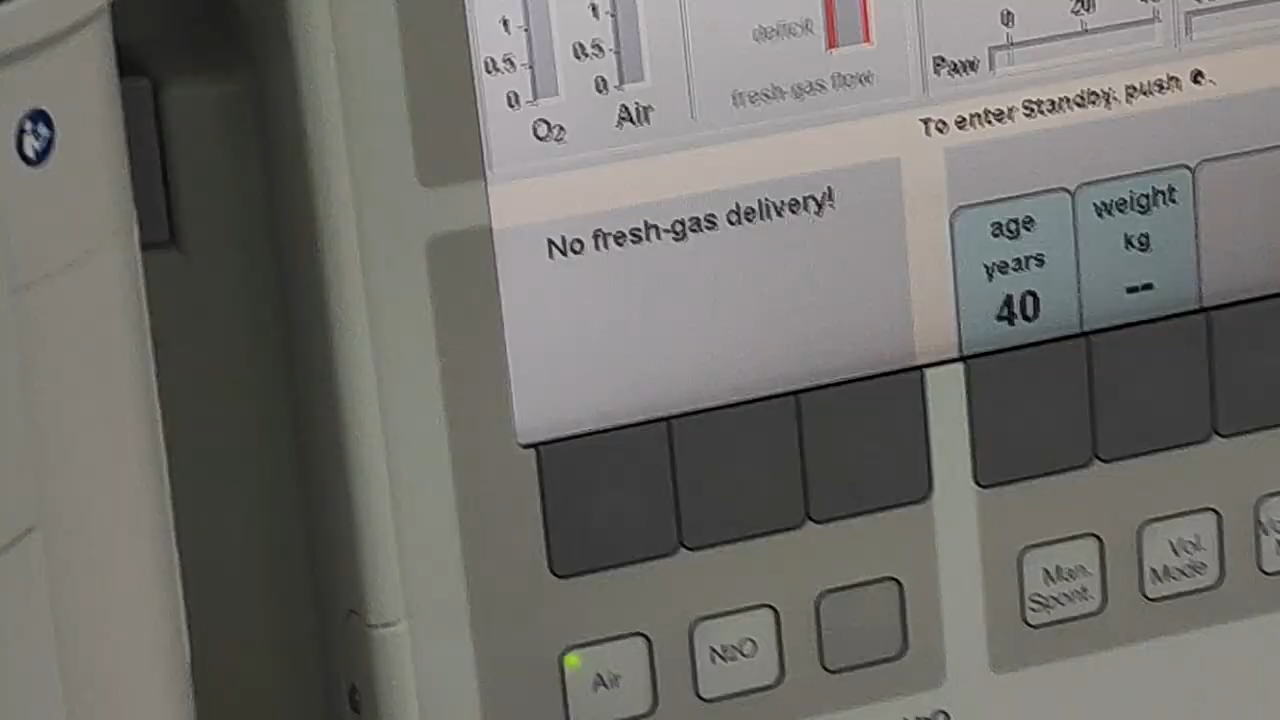 1
0.5
0
O2
1
0.5
0
Air
deficit
fresh-gas flow
0
20
Paw
To enter Standby, push
No fresh-gas delivery!
age
years
40
weight
kg
--
Man.
Spont.
Vol.
Mode
Air
N2O